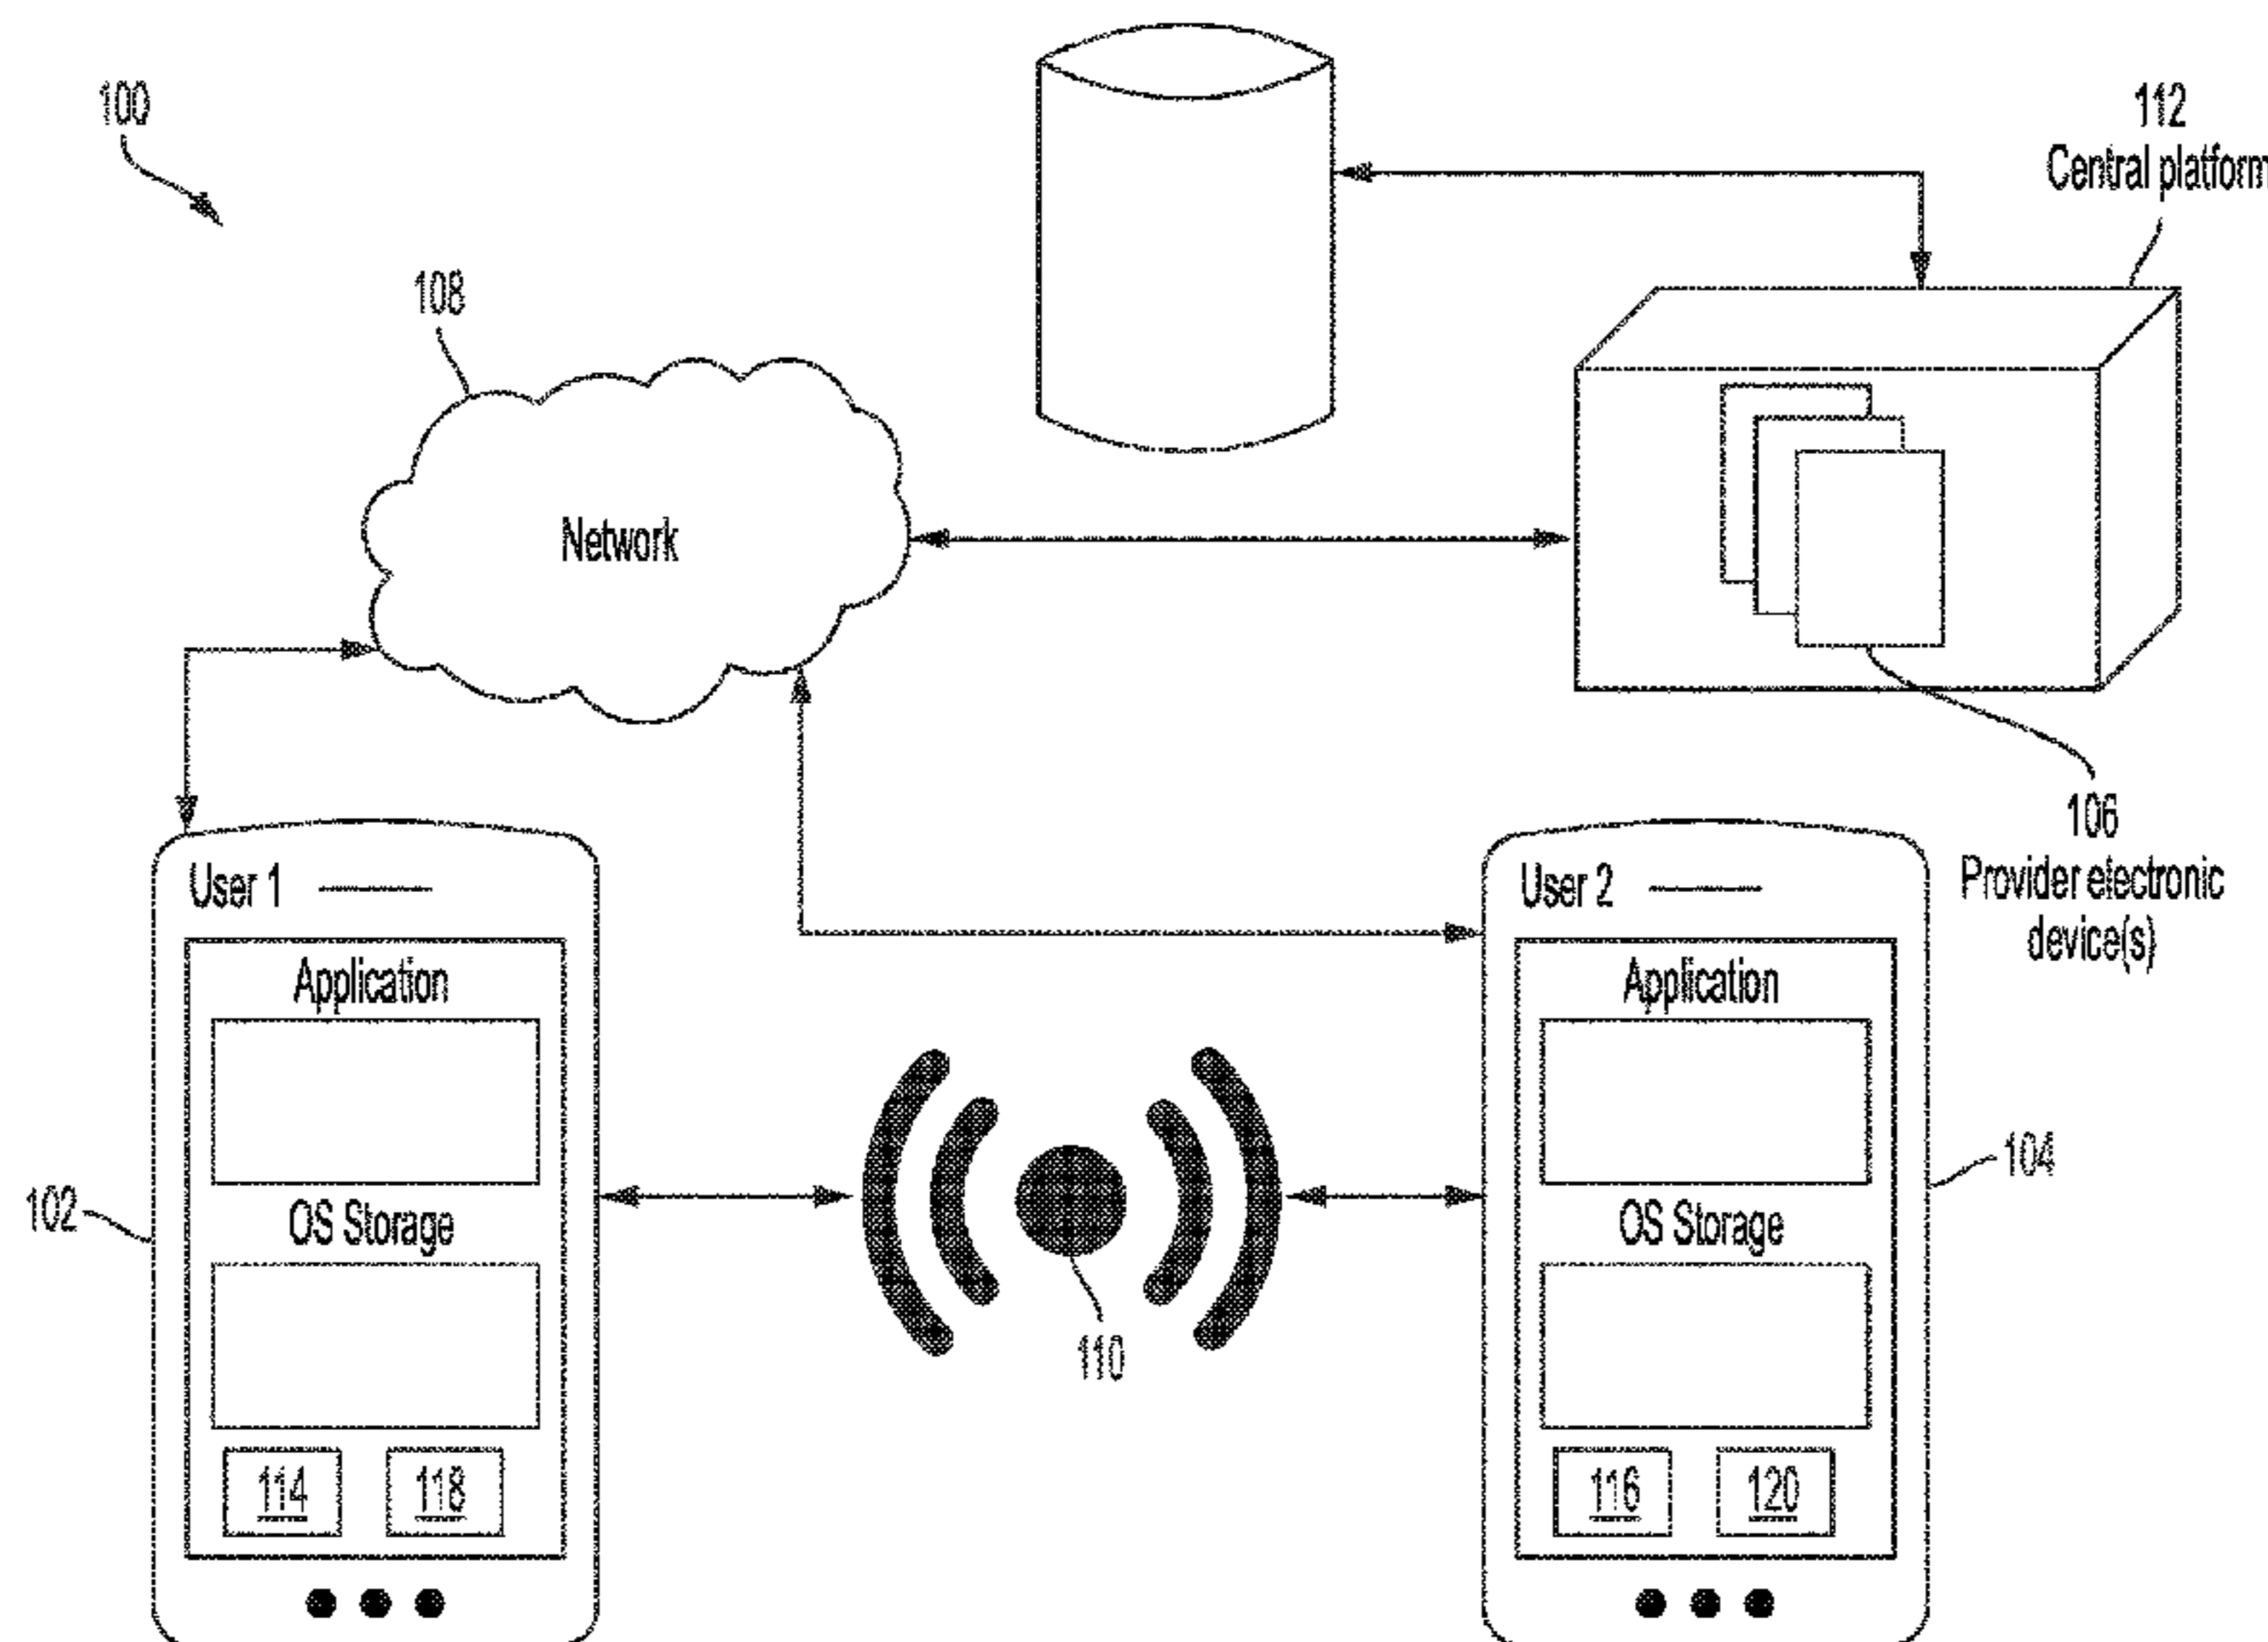 100
112
Central platform
108
Network
106
Provider electronic
device(s)
User 1
Application
OS Storage
114 118
102
110
User 2
Application
OS Storage
116 120
104